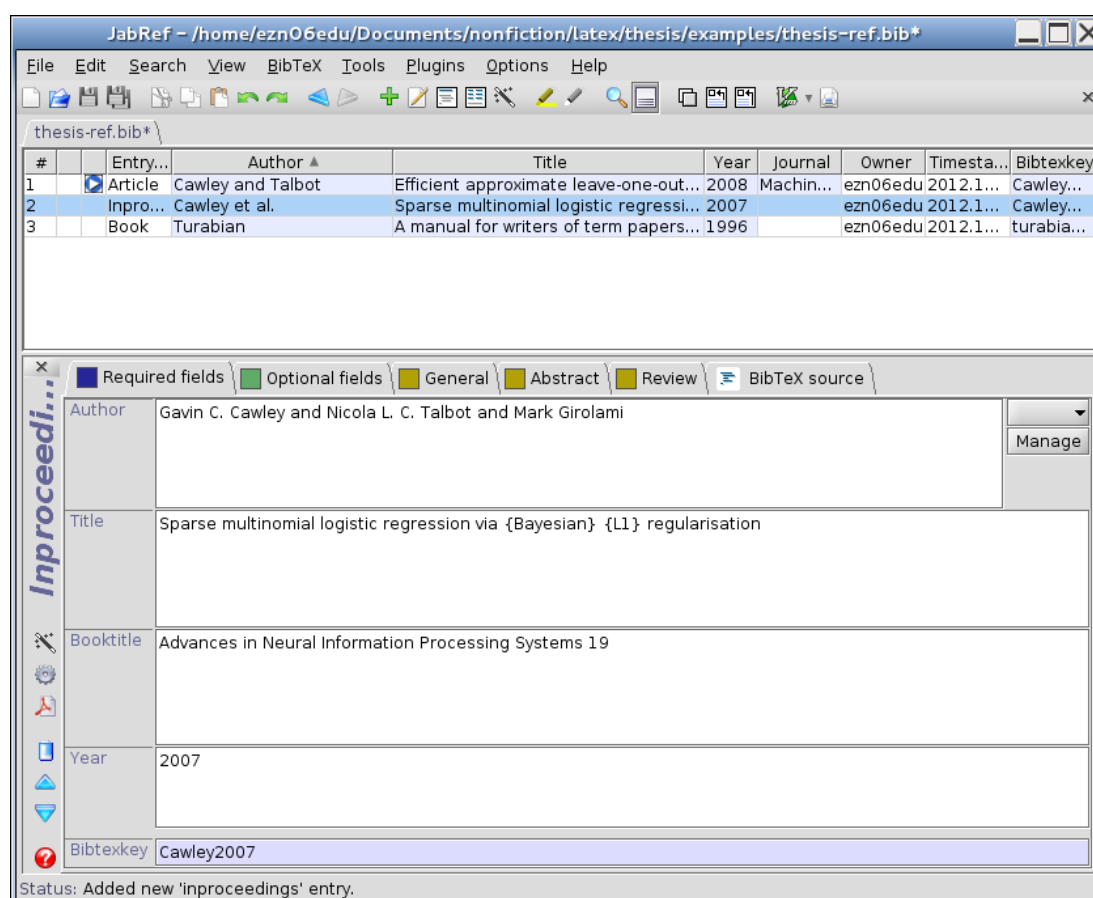 JabRef – /home/ezn06edu/Documents/nonfiction/latex/thesis/examples/thesis-ref.bib*
File Edit Search View BibTeX Tools Plugins Options Help
thesis-ref.bib*
# Entry... Author Title Year Journal Owner Timesta... Bibtexkey
1 Article Cawley and Talbot Efficient approximate leave-one-out... 2008 Machin... ezn06edu 2012.1... Cawley...
2 Inpro... Cawley et al. Sparse multinomial logistic regressi... 2007 ezn06edu 2012.1... Cawley...
3 Book Turabian A manual for writers of term papers... 1996 ezn06edu 2012.1... turabia...
Inproceedi...
Required fields Optional fields General Abstract Review BibTeX source
Author Gavin C. Cawley and Nicola L. C. Talbot and Mark Girolami
Manage
Title Sparse multinomial logistic regression via {Bayesian} {L1} regularisation
Booktitle Advances in Neural Information Processing Systems 19
Year 2007
Bibtexkey Cawley2007
Status: Added new 'inproceedings' entry.